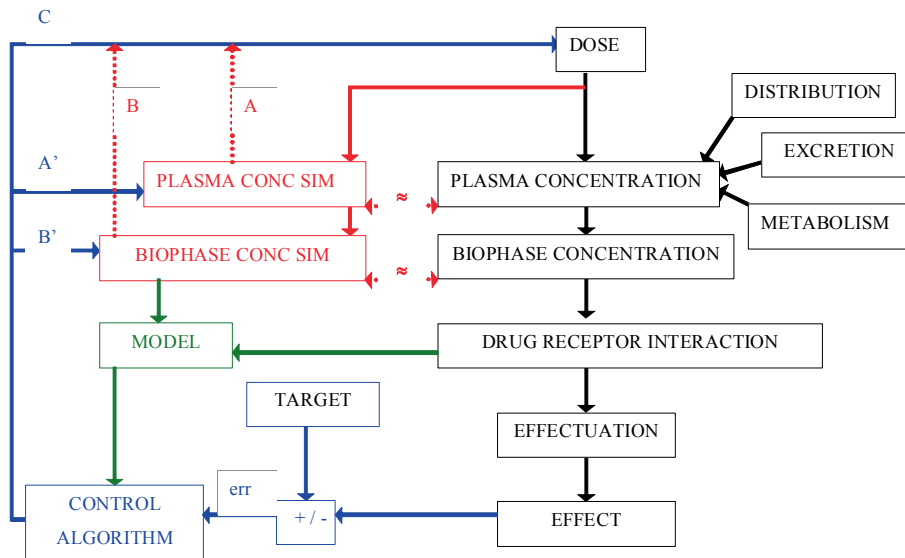 C
DOSE
DISTRIBUTION
B
A
EXCRETION
A’
PLASMA CONC SIM
≈
PLASMA CONCENTRATION
METABOLISM
B’
BIOPHASE CONC SIM
≈
BIOPHASE CONCENTRATION
MODEL
DRUG RECEPTOR INTERACTION
TARGET
EFFECTUATION
err
CONTROL
ALGORITHM
+ / -
EFFECT